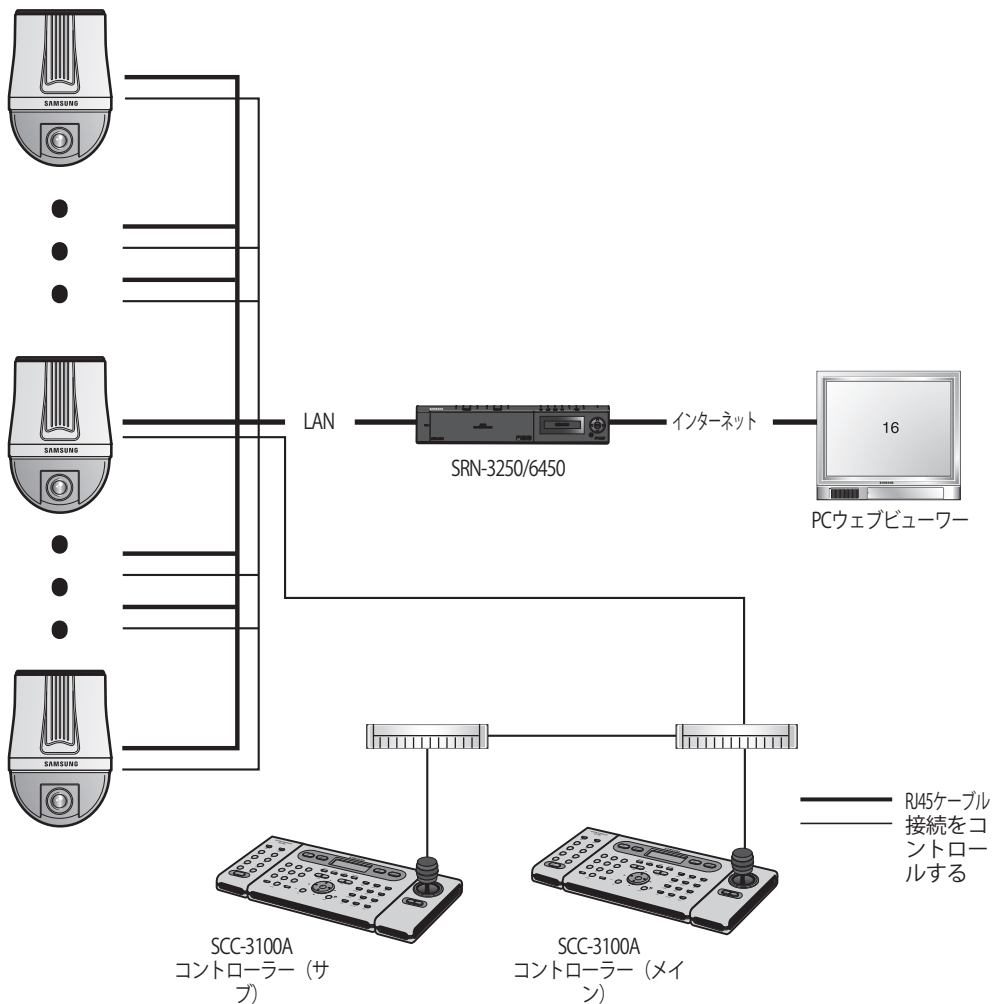 SAMSUNG
SAMSUNG
LAN
インターネット
16
SRN-3250/6450
PCウェブビューワー
SAMSUNG
RJ45ケーブル
接続をコ
ントロー
ルする
SCC-3100A
コントローラー（サ
ブ）
SCC-3100A
コントローラー（メイ
ン）